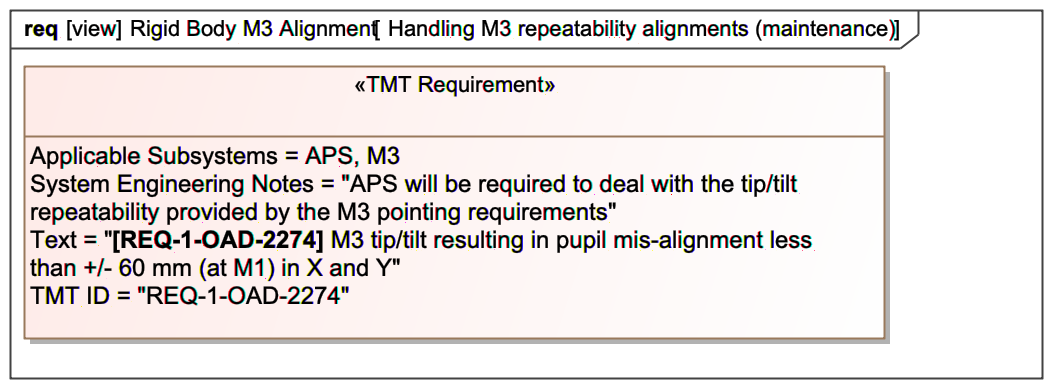 req [view] Rigid Body M3 Alignment[ Handling M3 repeatability alignments (maintenance)]
«TMT Requirement»
Applicable Subsystems = APS, M3
System Engineering Notes = "APS will be required to deal with the tip/tilt
repeatability provided by the M3 pointing requirements"
Text = "[REQ-1-OAD-2274] M3 tip/tilt resulting in pupil mis-alignment less
than +/- 60 mm (at M1) in X and Y"
TMT ID = "REQ-1-OAD-2274"